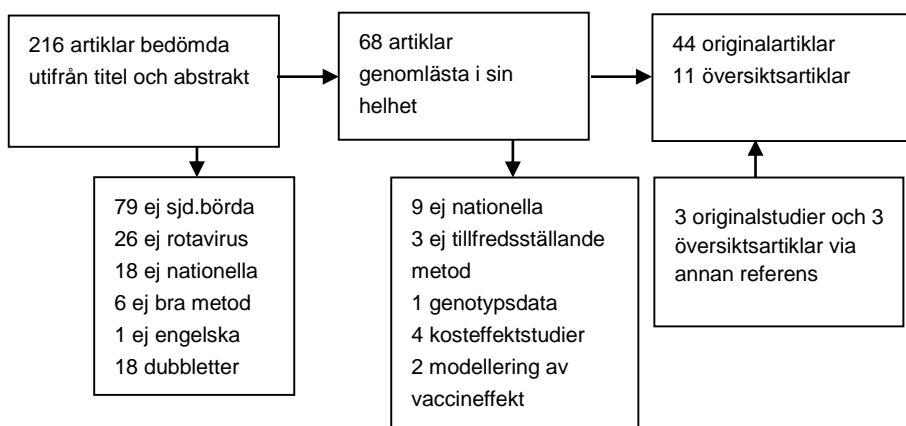 216 artiklar bedömda
utifrån titel och abstrakt
68 artiklar
genomlästa i sin
helhet
44 originalartiklar
11 översiktsartiklar
79 ej sjd.börda
26 ej rotavirus
18 ej nationella
6 ej bra metod
1 ej engelska
18 dubbletter
9 ej nationella
3 ej tillfredsställande
metod
1 genotypsdata
4 kosteffektstudier
2 modellering av
vaccineffekt
3 originalstudier och 3
översiktsartiklar via
annan referens